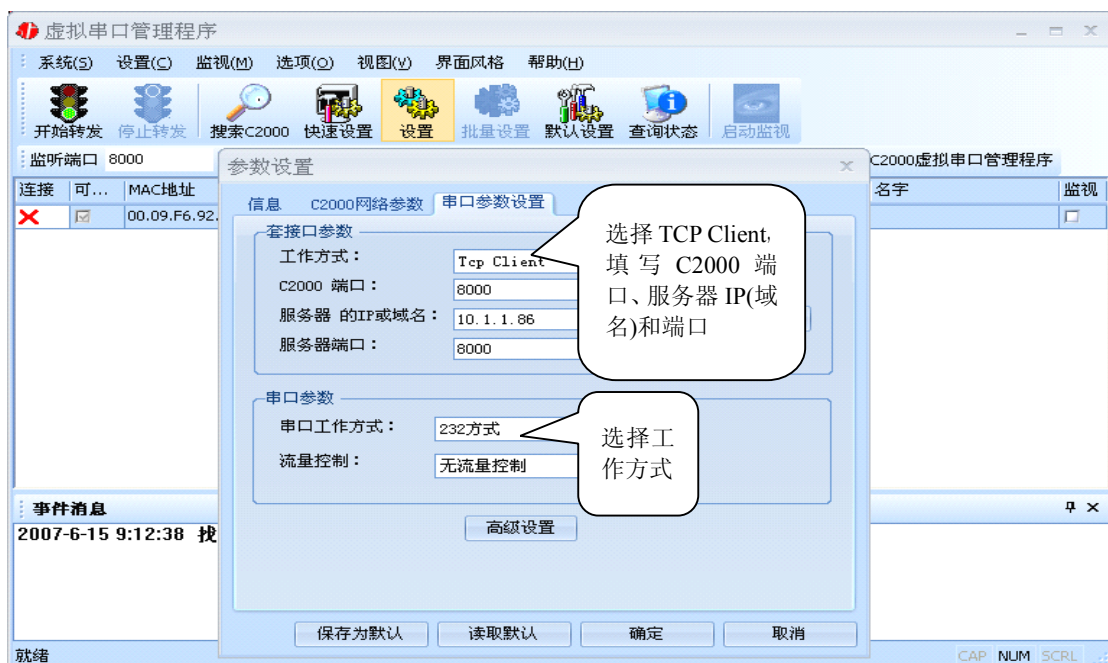 虚拟串口管理程序
系统(S) 设置(C) 监视(M) 选项(O) 视图(V) 界面风格 帮助(H)
开始转发 停止转发 搜索C2000 快速设置 设置 批量设置 默认设置 查询状态 启动监视
监听端口 8000
C2000虚拟串口管理程序
连接 可... MAC地址 名字 监视
00.09.F6.92.
参数设置
信息 C2000网络参数 串口参数设置
套接口参数
工作方式： Tcp Client
C2000 端口： 8000
服务器 的IP或域名： 10.1.1.86
服务器端口： 8000
选择 TCP Client,
填 写 C2000 端
口、服务器 IP(域
名)和端口
串口参数
串口工作方式： 232方式
流量控制： 无流量控制
选择工
作方式
高级设置
保存为默认 读取默认 确定 取消
事件消息
2007-6-15 9:12:38 找
就绪
CAP NUM SCRL